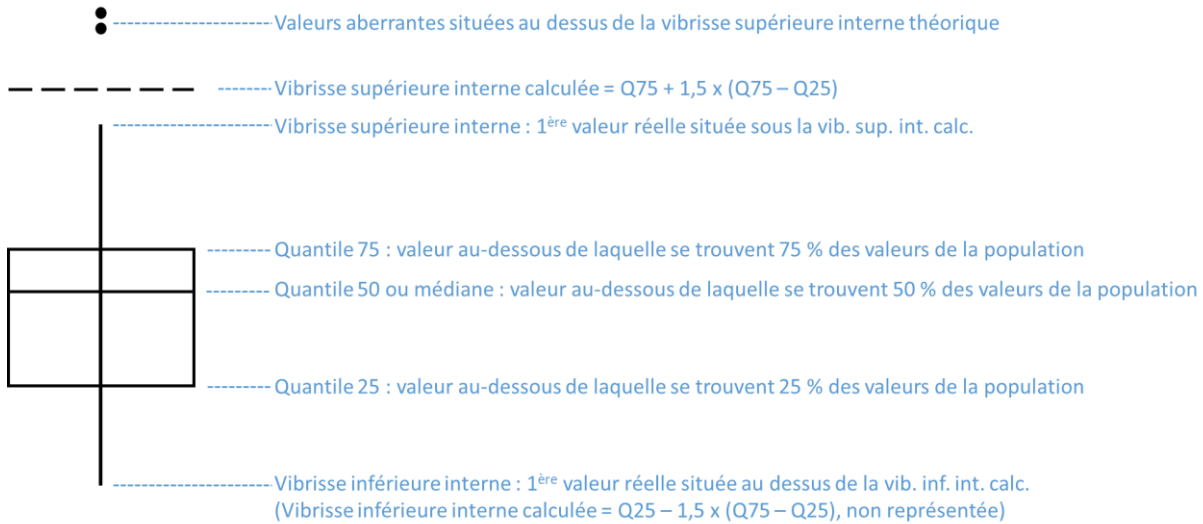 Valeurs aberrantes situées au dessus de la vibrisse supérieure interne théorique
Vibrisse supérieure interne calculée = Q75 + 1,5 x (Q75 – Q25)
Vibrisse supérieure interne : 1ère valeur réelle située sous la vib. sup. int. calc.
Quantile 75 : valeur au-dessous de laquelle se trouvent 75 % des valeurs de la population
Quantile 50 ou médiane : valeur au-dessous de laquelle se trouvent 50 % des valeurs de la population
Quantile 25 : valeur au-dessous de laquelle se trouvent 25 % des valeurs de la population
Vibrisse inférieure interne : 1ère valeur réelle située au dessus de la vib. inf. int. calc.
(Vibrisse inférieure interne calculée = Q25 – 1,5 x (Q75 – Q25), non représentée)